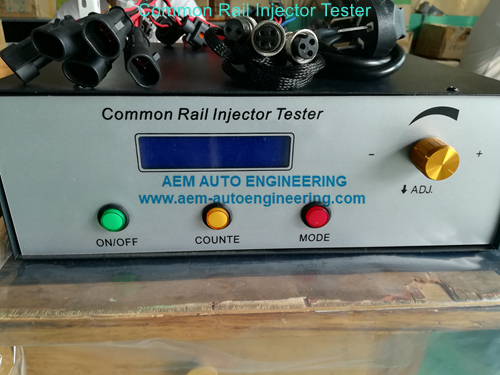 Common Rail Injector Tester
Common Rail Injector Tester
- +
AEM AUTO ENGINEERING
www.aem-autoengineering.com
ADJ.
ON/OFF COUNTE MODE